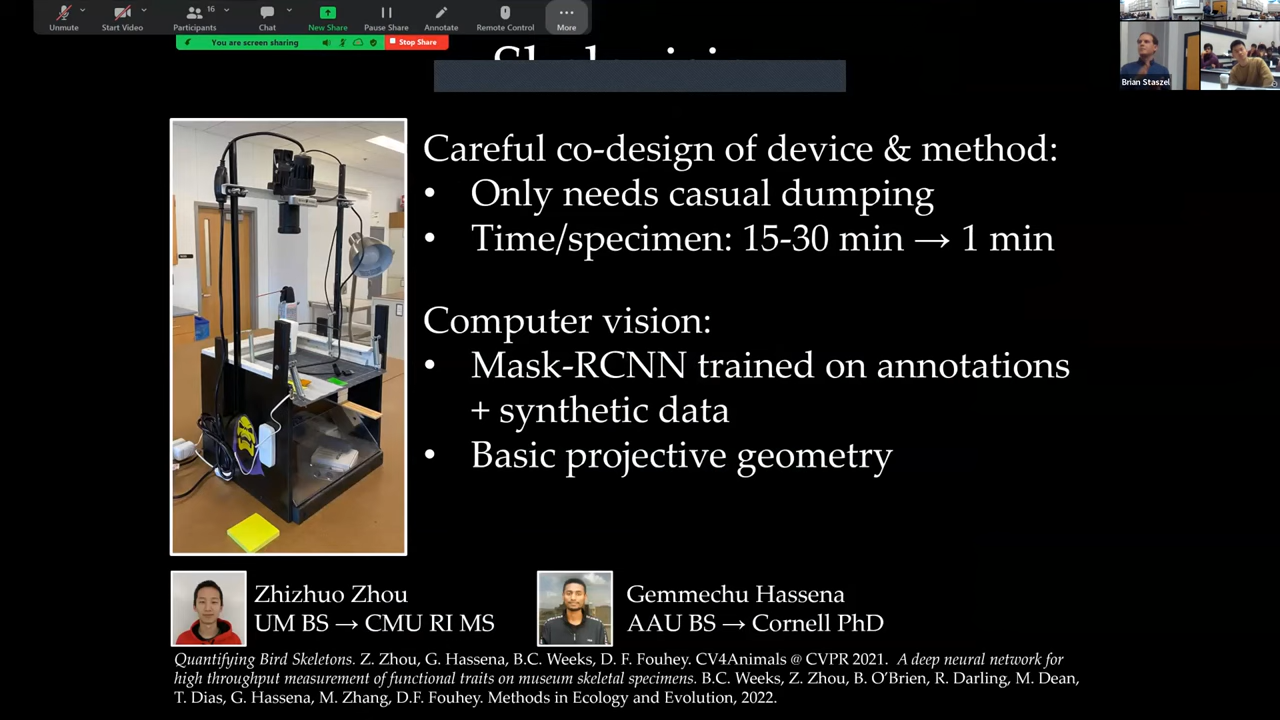 Unmute
Start Video
16
Participants
Chat
New Share
Pause Share
Annotate
Remote Control
More
You are screen sharing
Stop Share
Brian Staszel
Careful co-design of device & method:
• Only needs casual dumping
• Time/specimen: 15-30 min → 1 min
Computer vision:
• Mask-RCNN trained on annotations
+ synthetic data
• Basic projective geometry
Zhizhuo Zhou
UM BS → CMU RI MS
Gemmechu Hassena
AAU BS → Cornell PhD
Quantifying Bird Skeletons. Z. Zhou, G. Hassena, B.C. Weeks, D. F. Fouhey. CV4Animals @ CVPR 2021. A deep neural network for
high throughput measurement of functional traits on museum skeletal specimens. B.C. Weeks, Z. Zhou, B. O’Brien, R. Darling, M. Dean,
T. Dias, G. Hassena, M. Zhang, D.F. Fouhey. Methods in Ecology and Evolution, 2022.